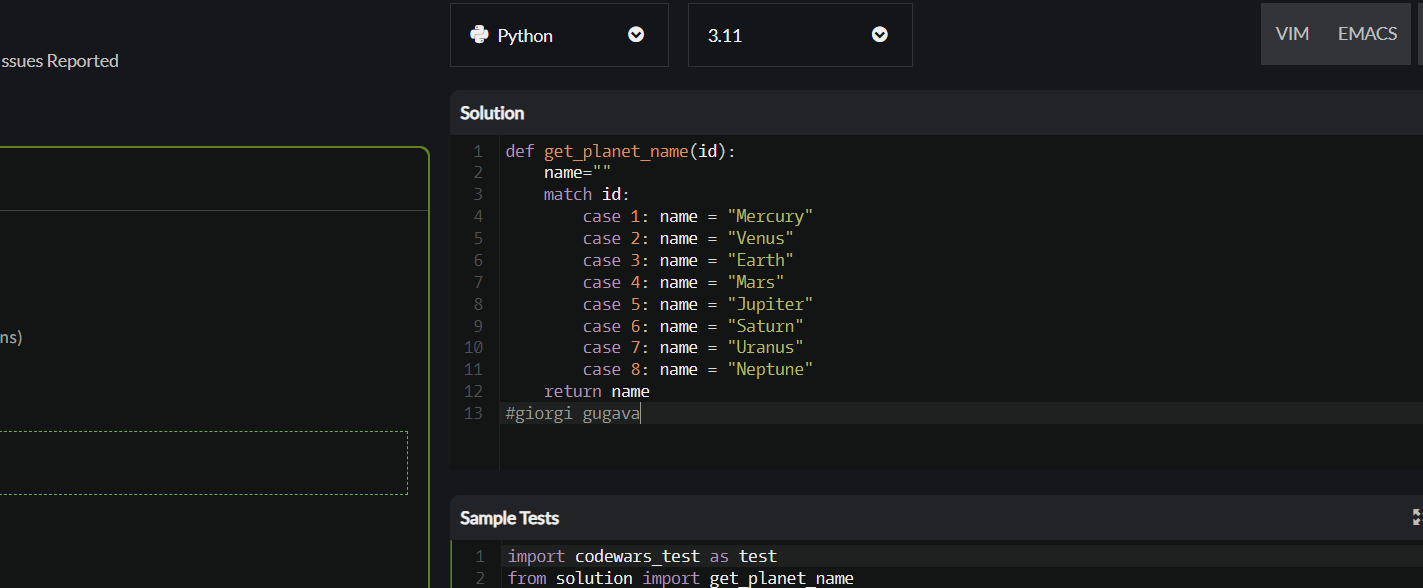 Python
3.11
VIM EMACS
ssues Reported
Solution
1 def get_planet_name(id):
2 name=""
3 match id:
4 case 1: name = "Mercury"
5 case 2: name = "Venus"
6 case 3: name = "Earth"
7 case 4: name = "Mars"
8 case 5: name = "Jupiter"
9 case 6: name = "Saturn"
10 case 7: name = "Uranus"
11 case 8: name = "Neptune"
12 return name
13 #giorgi gugava
ns)
Sample Tests
1 import codewars_test as test
2 from solution import get_planet_name